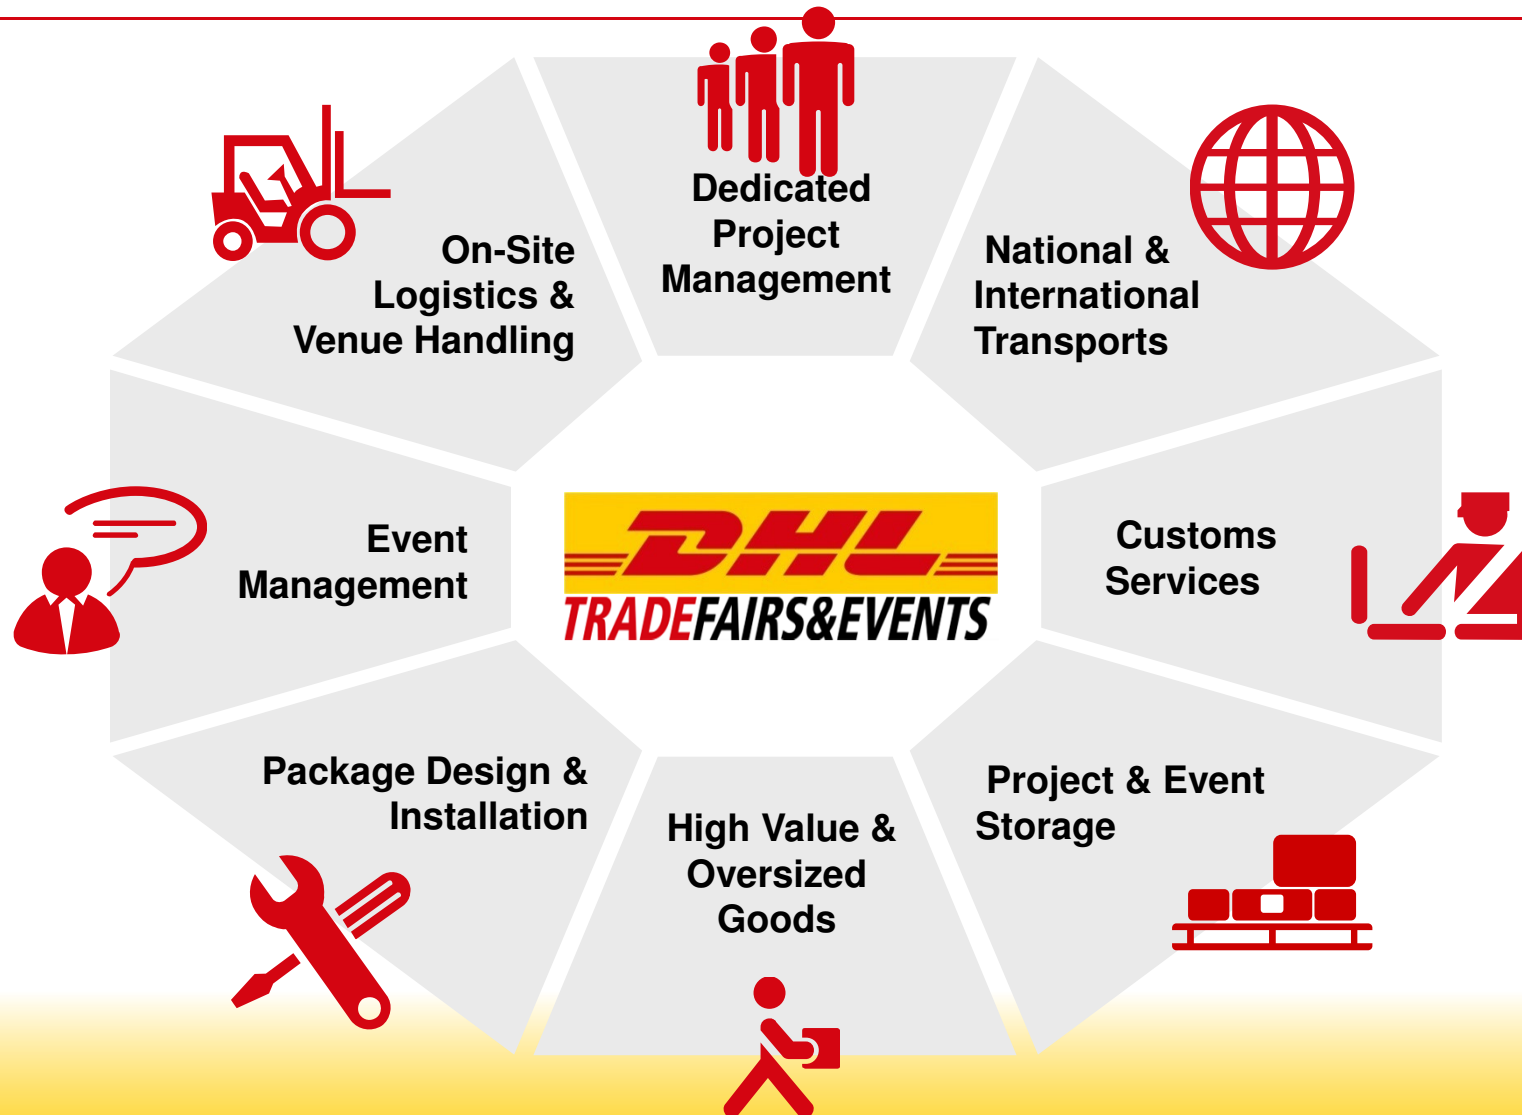 Dedicated
Project
Management
National &
International
Transports
Customs
Services
Project & Event
Storage
High Value &
Oversized
Goods
Package Design &
Installation
Event
Management
On-Site
Logistics &
Venue Handling
DHL
TRADEFAIRS&EVENTS